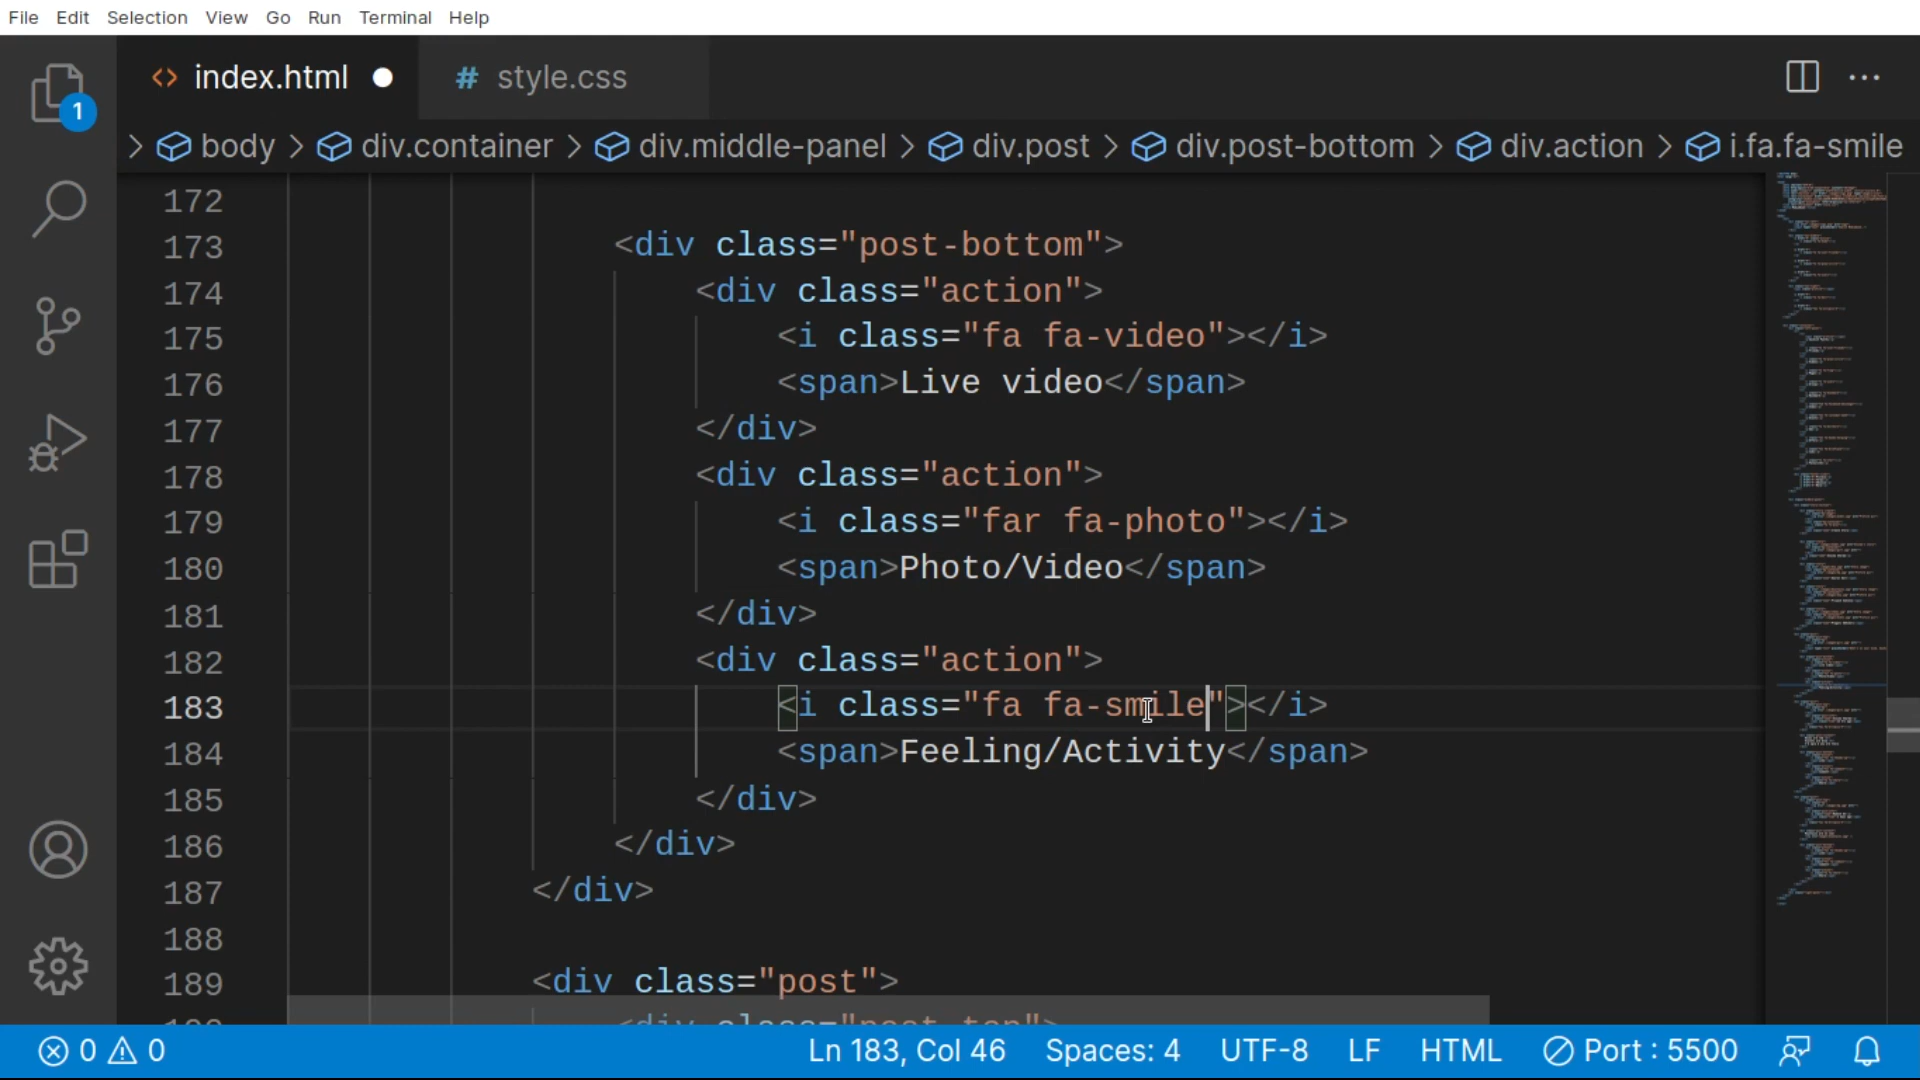 File Edit Selection View Go Run Terminal Help
1
<> index.html ● # style.css ...
> body > div.container > div.middle-panel > div.post > div.post-bottom > div.action > i.fa.fa-smile
172
173 <div class="post-bottom">
174 <div class="action">
175 <i class="fa fa-video"></i>
176 <span>Live video</span>
177 </div>
178 <div class="action">
179 <i class="far fa-photo"></i>
180 <span>Photo/Video</span>
181 </div>
182 <div class="action">
183 <i class="fa fa-smile"></i>
184 <span>Feeling/Activity</span>
185 </div>
186 </div>
187 </div>
188
189 <div class="post">
<div class="post-top">
0 0 Ln 183, Col 46 Spaces: 4 UTF-8 LF HTML Port : 5500